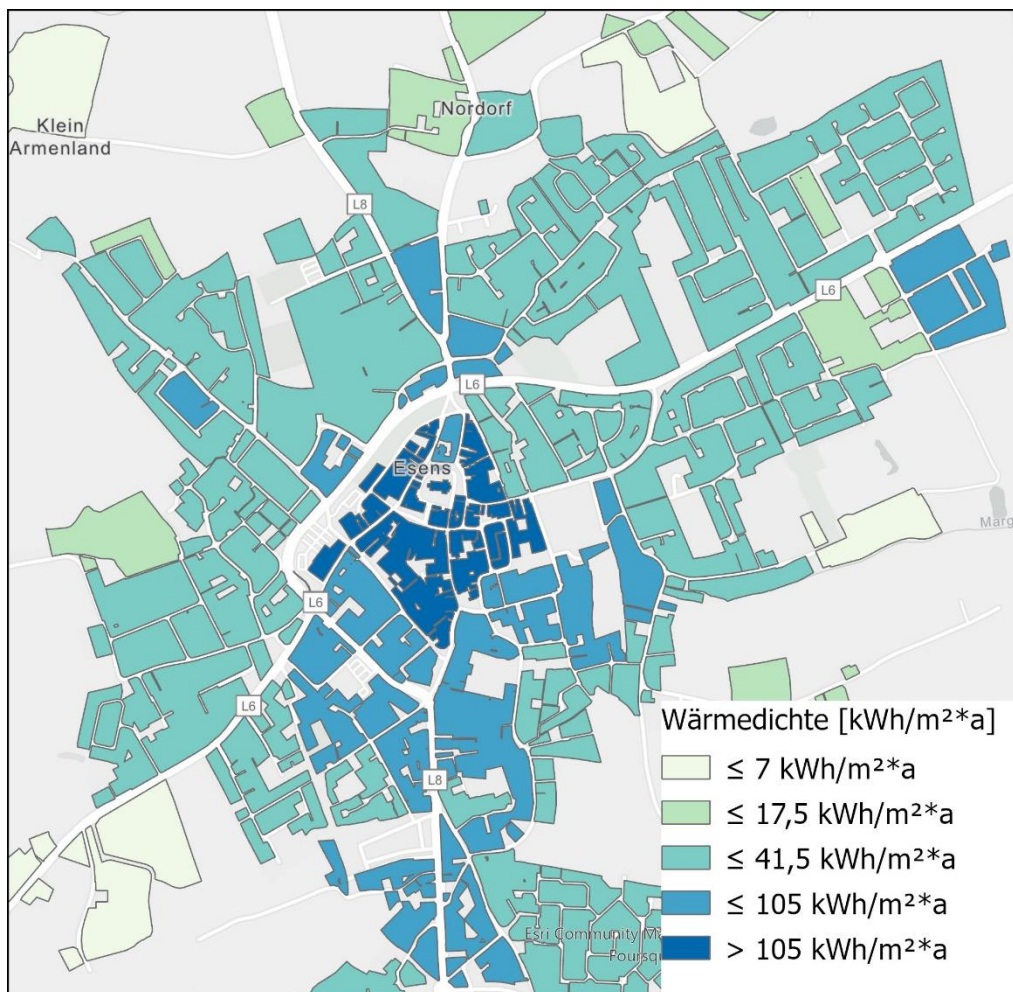 [Nordorf
Klein
Armenland
L8
L6
L6
Esens
Marg
L6
L6
L8
Wärmedichte [kWh/m²*a]
≤ 7 kWh/m²*a
≤ 17,5 kWh/m²*a
≤ 41,5 kWh/m²*a
≤ 105 kWh/m²*a
> 105 kWh/m²*a
Esri Community M
Foursq